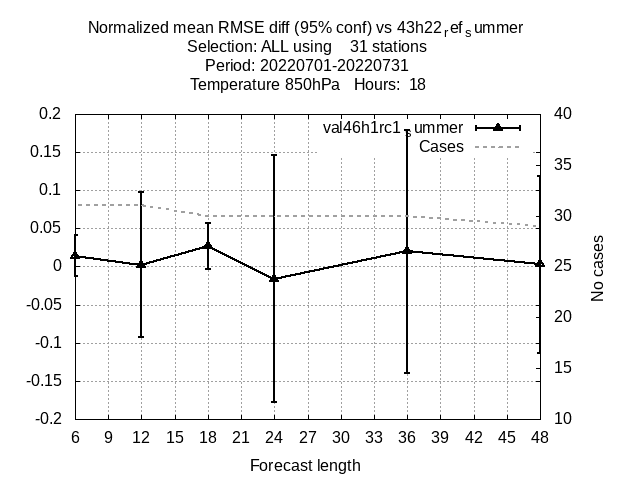 Normalized mean RMSE diff (95% conf) vs 43h22refsummer
Selection: ALL using    31 stations
Period: 20220701-20220731
Temperature 850hPa   Hours:  18
0.2
0.15
0.1
0.05
0
-0.05
-0.1
-0.15
-0.2
val46h1rc1summer
Cases
40
35
30
25
20
15
10
No cases
6 9 12 15 18 21 24 27 30 33 36 39 42 45 48
Forecast length